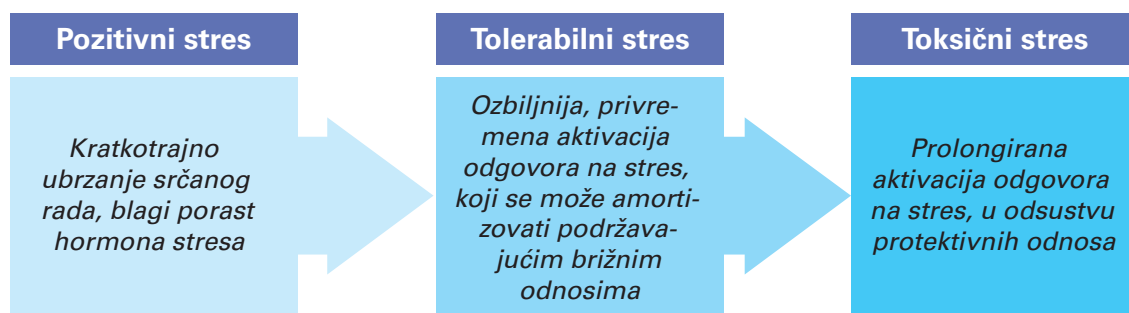 Pozitivni stres
Kratkotrajno
ubrzanje srčanog
rada, blagi porast
hormona stresa
Tolerabilni stres
Ozbiljnija, privre-
mena aktivacija
odgovora na stres,
koji se može amorti-
zovati podržava-
jućim brižnim
odnosima
Toksični stres
Prolongirana
aktivacija odgovora
na stres, u odsustvu
protektivnih odnosa